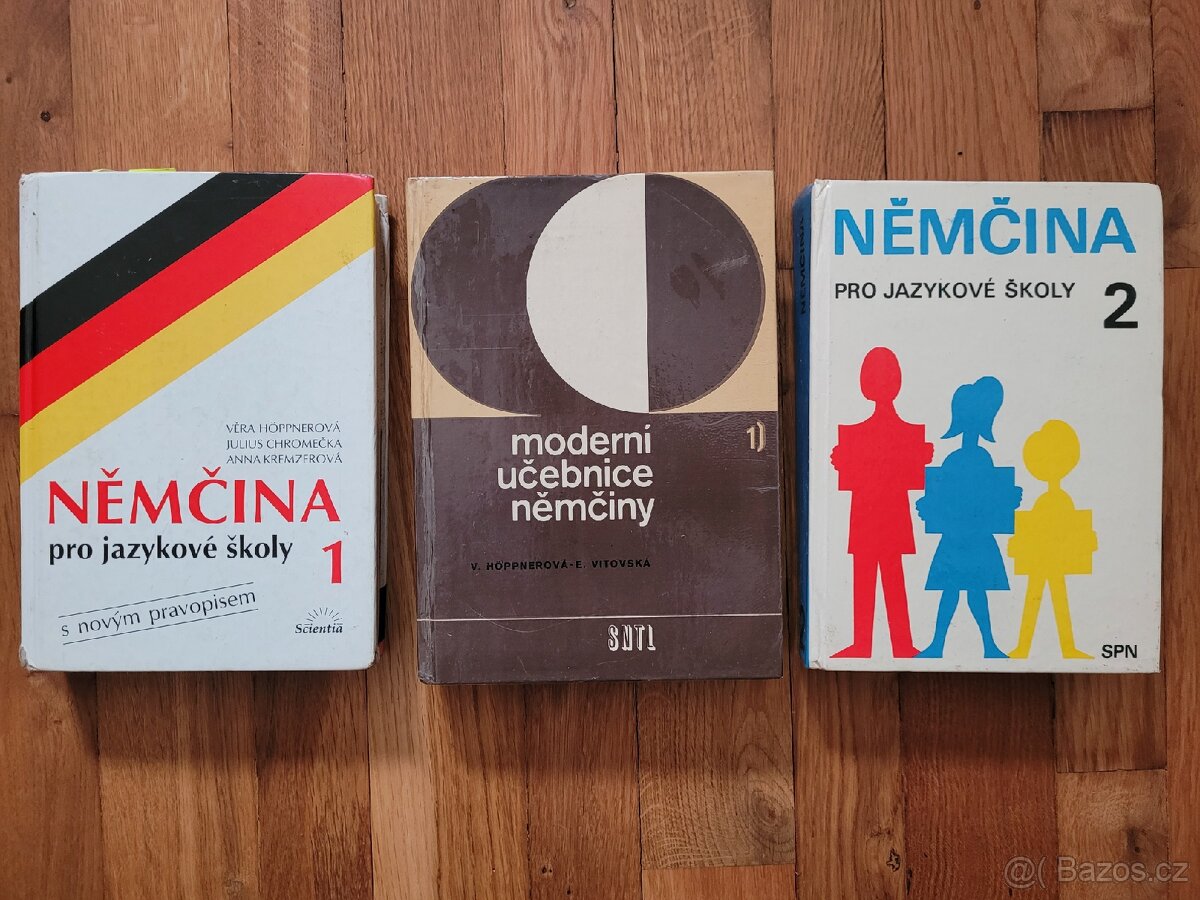 VĚRA HÖPPNEROVÁ
JULIUS CHROMEČKA
ANNA KREMZEROVÁ
NĚMČINA
pro jazykové školy 1
s novým pravopisem
Scientia
moderní 1)
učebnice
němčiny
V. HÖPPNEROVÁ-E. VITOVSKÁ
SNTL
NĚMČINA
NĚMČINA
PRO JAZYKOVÉ ŠKOLY 2
SPN
@( Bazos.cz